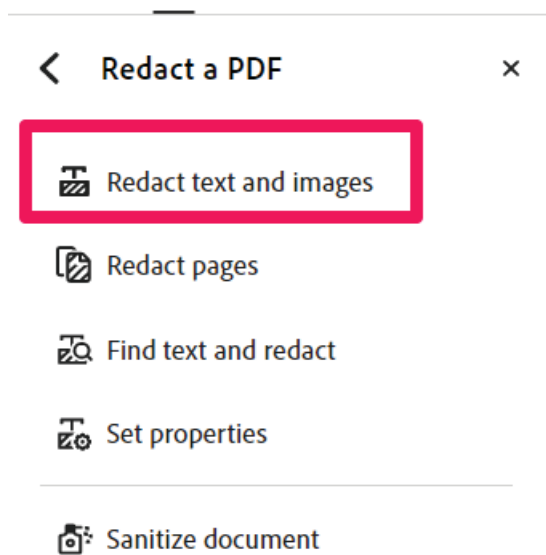 Redact a PDF
Redact text and images
Redact pages
Find text and redact
Set properties
Sanitize document